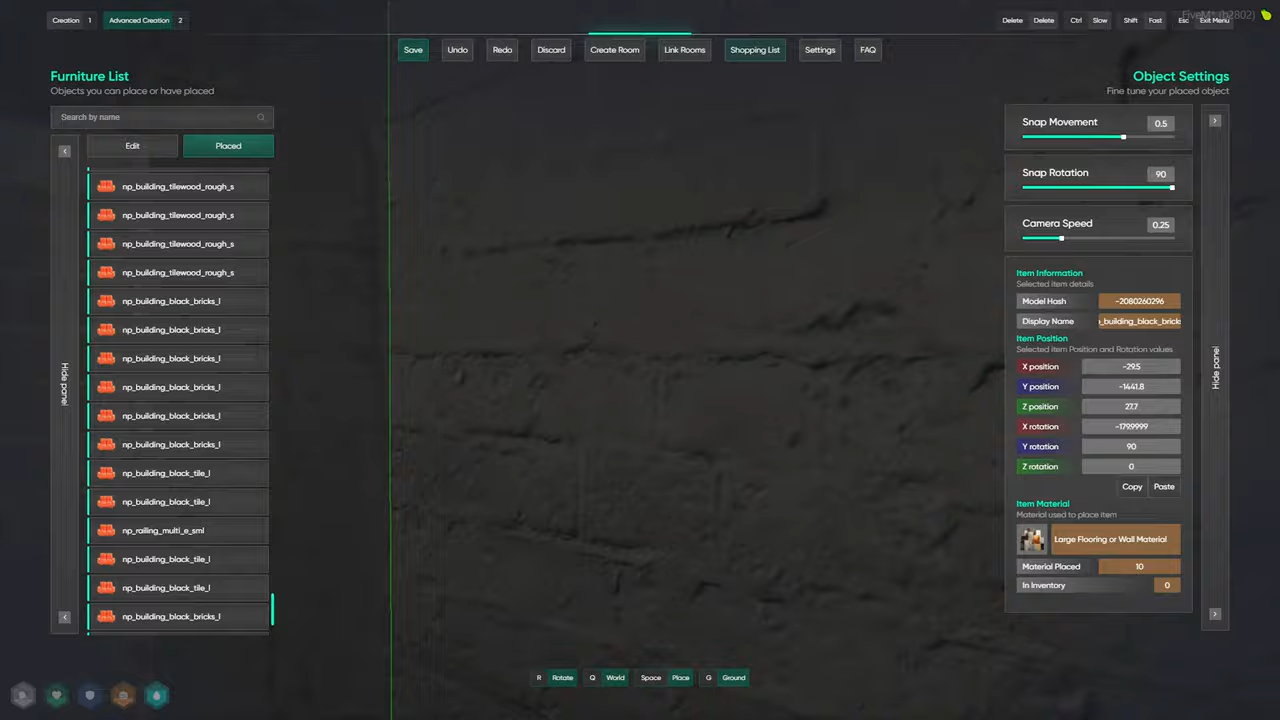 Creation 1 Advanced Creation 2
Delete Delete Ctrl Slow Shift Fast Esc Exit Menu
FiveM* (b2802)
Save Undo Redo Discard Create Room Link Rooms Shopping List Settings FAQ
Furniture List
Objects you can place or have placed
Search by name
Edit Placed
Hide panel
np_building_tilewood_rough_s
np_building_tilewood_rough_s
np_building_tilewood_rough_s
np_building_tilewood_rough_s
np_building_black_bricks_l
np_building_black_bricks_l
np_building_black_bricks_l
np_building_black_bricks_l
np_building_black_bricks_l
np_building_black_bricks_l
np_building_black_tile_l
np_building_black_tile_l
np_railing_multi_e_sml
np_building_black_tile_l
np_building_black_tile_l
np_building_black_bricks_l
Object Settings
Fine tune your placed object
Snap Movement 0.5
Snap Rotation 90
Camera Speed 0.25
Item Information
Selected item details
Model Hash -2080260296
Display Name _building_black_bricks
Item Position
Selected item Position and Rotation values
X position -29.5
Y position -1441.8
Z position 27.7
X rotation -179.9999
Y rotation 90
Z rotation 0
Copy Paste
Item Material
Material used to place item
Large Flooring or Wall Material
Material Placed 10
In Inventory 0
Hide panel
R Rotate Q World Space Place G Ground